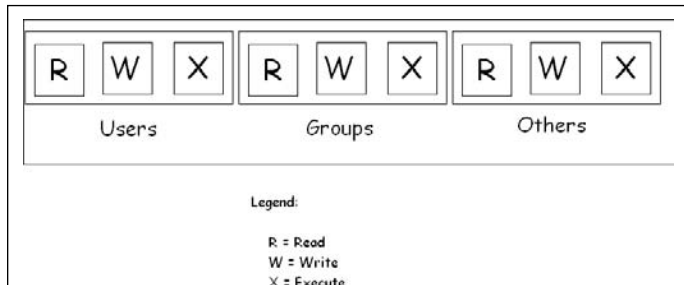 R W X R W X R W X
Users Groups Others
Legend:
R = Read
W = Write
X = Execute